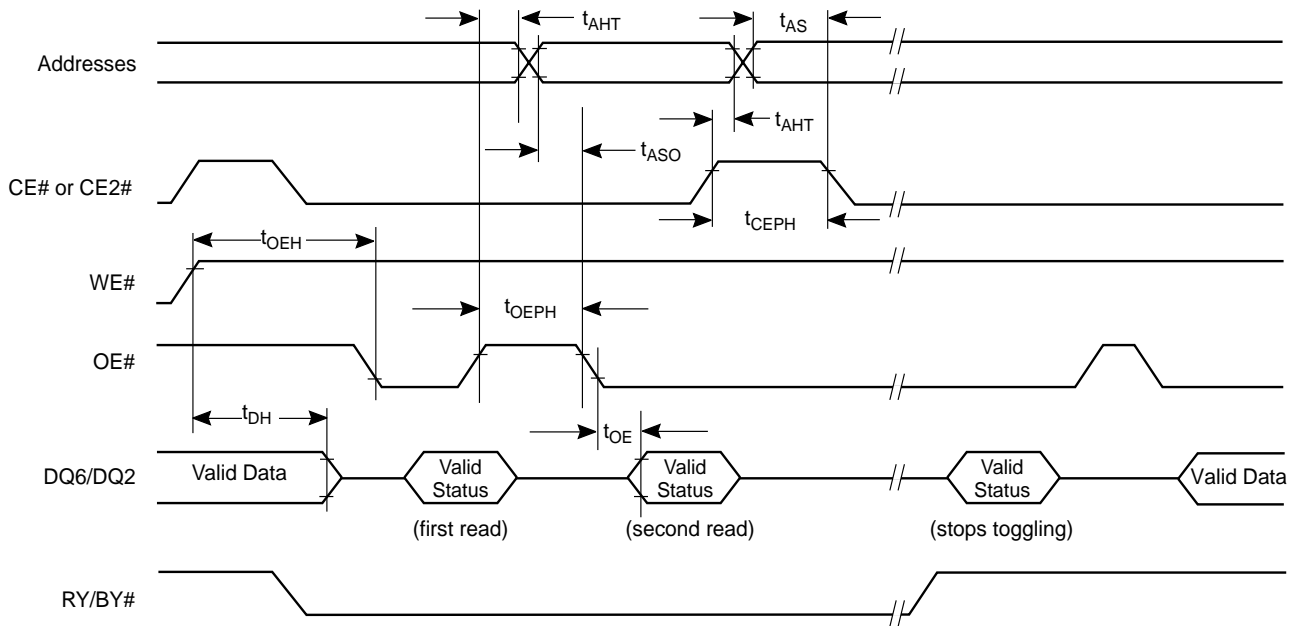 tAHT
tAS
Addresses
tAHT
tASO
CE# or CE2#
tCEPH
tOEH
WE#
tOEPH
OE#
tDH
tOE
DQ6/DQ2
Valid Data
Valid
Status
Valid
Status
Valid
Status
Valid Data
(first read)
(second read)
(stops toggling)
RY/BY#